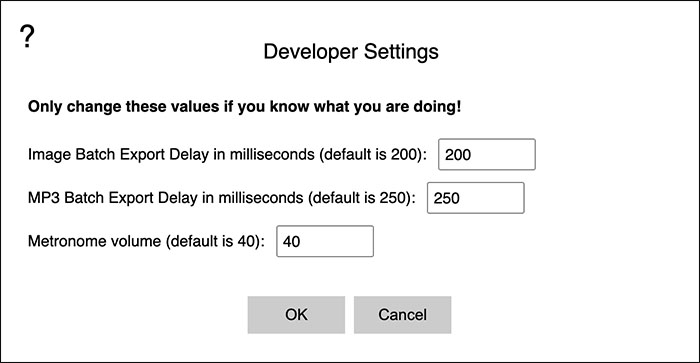 ?
Developer Settings
Only change these values if you know what you are doing!
Image Batch Export Delay in milliseconds (default is 200): 200
MP3 Batch Export Delay in milliseconds (default is 250): 250
Metronome volume (default is 40): 40
OK Cancel